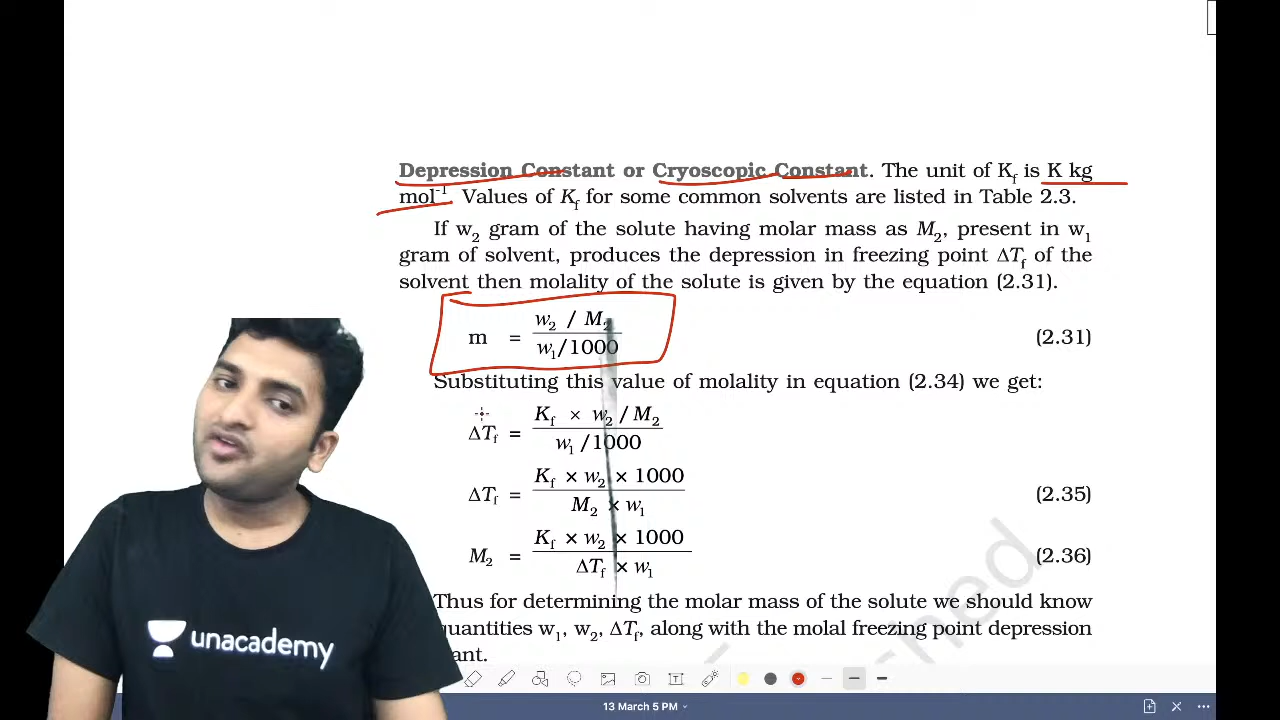 Depression Constant or Cryoscopic Constant. The unit of Kf is K kg
mol-1 Values of Kf for some common solvents are listed in Table 2.3.
If w2 gram of the solute having molar mass as M2, present in w1
gram of solvent, produces the depression in freezing point ΔTf of the
solvent then molality of the solute is given by the equation (2.31).
m = w2 / M2
w1/1000 (2.31)
Substituting this value of molality in equation (2.34) we get:
ΔTf = Kf × w2 / M2
w1 /1000
ΔTf = Kf × w2 × 1000
M2 × w1 (2.35)
M2 = Kf × w2 × 1000
ΔTf × w1 (2.36)
Thus for determining the molar mass of the solute we should know
quantities w1, w2, ΔTf, along with the molal freezing point depression
unacademy
13 March 5 PM